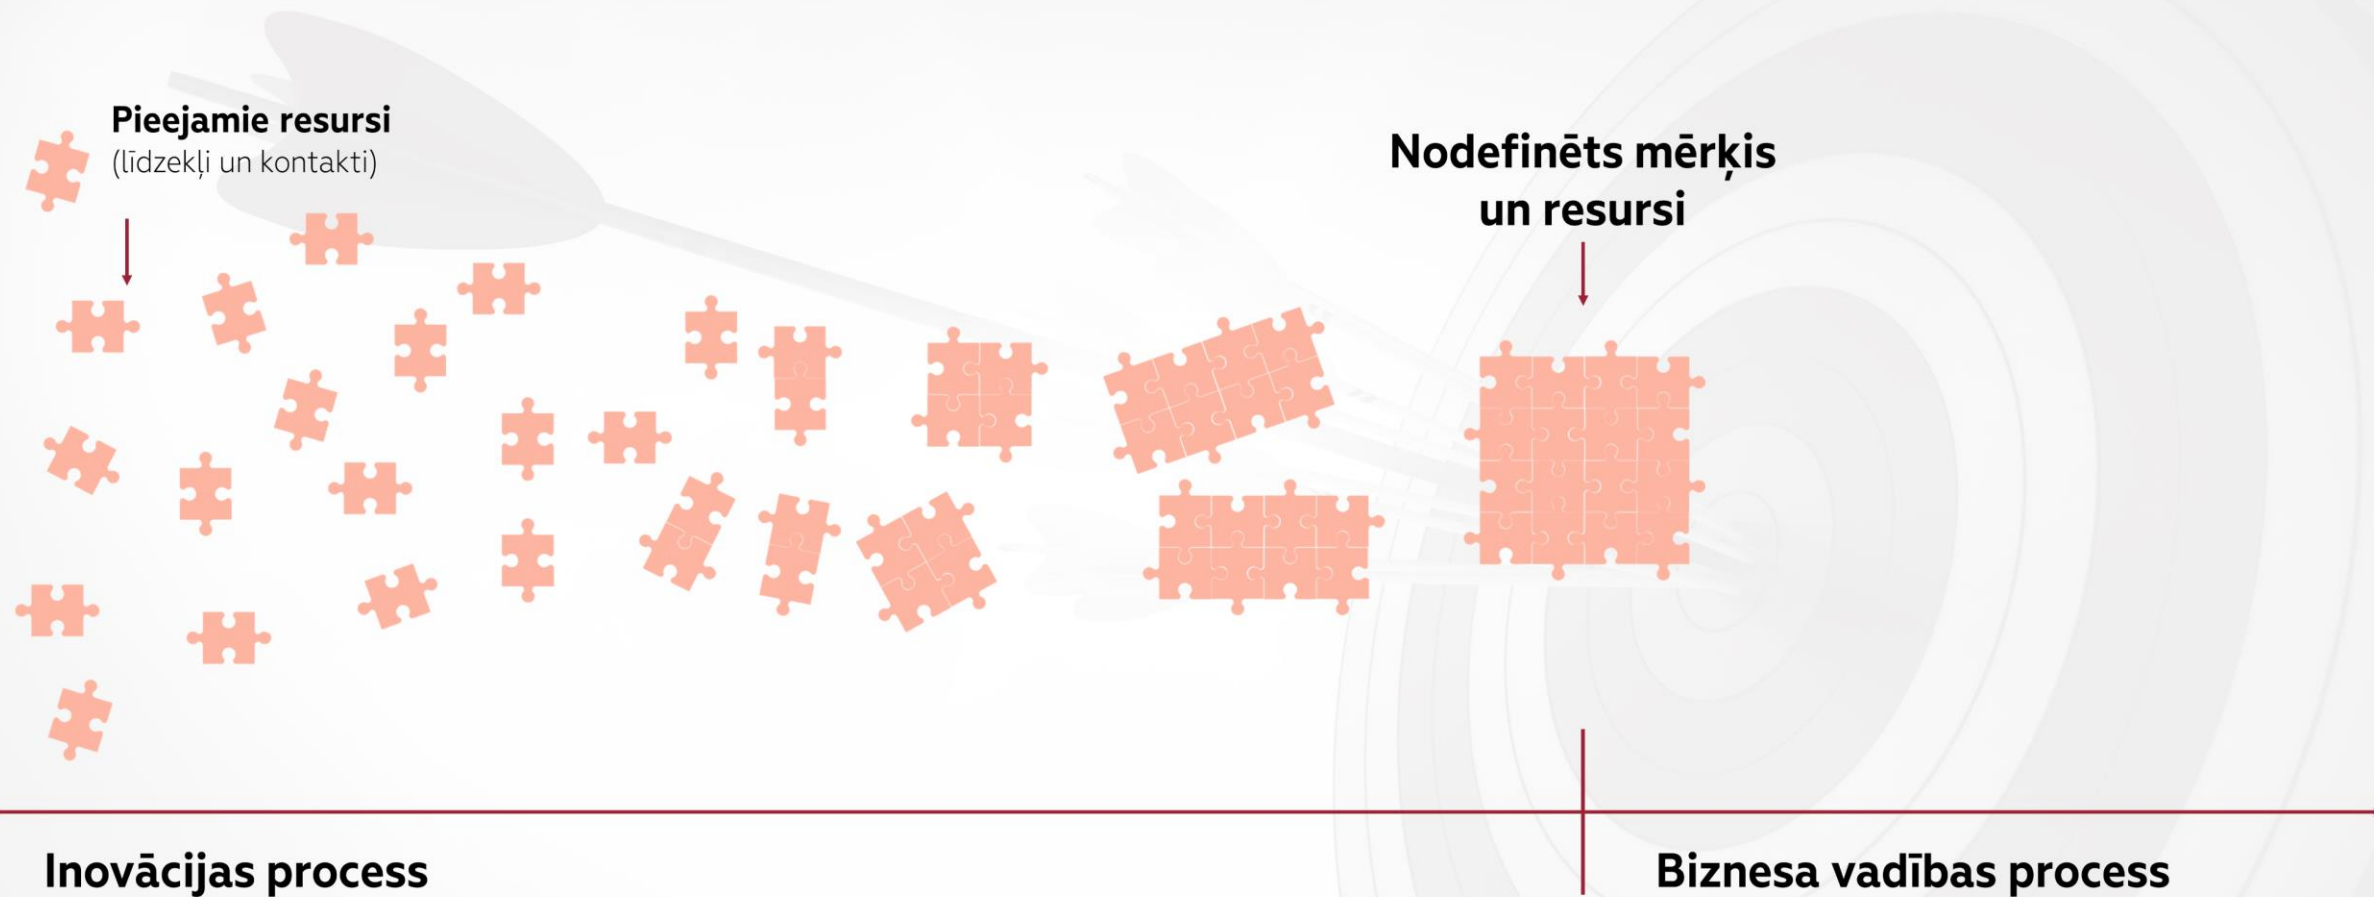 Pieejamie resursi
(līdzekļi un kontakti)
Nodefinēts mērķis
un resursi
Inovācijas process
Biznesa vadības process